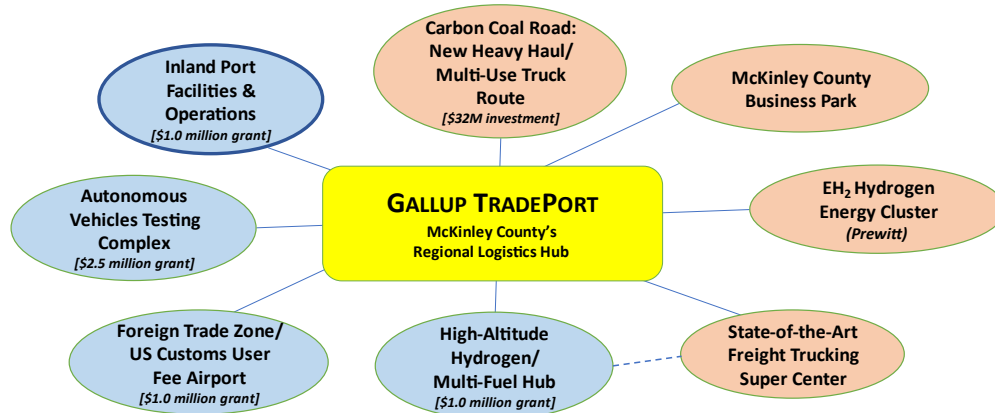 Carbon Coal Road:
New Heavy Haul/
Multi-Use Truck
Route
[$32M investment]
Inland Port
Facilities &
Operations
[$1.0 million grant]
McKinley County
Business Park
Autonomous
Vehicles Testing
Complex
[$2.5 million grant]
GALLUP TRADEPORT
McKinley County’s
Regional Logistics Hub
EH₂ Hydrogen
Energy Cluster
(Prewitt)
Foreign Trade Zone/
US Customs User
Fee Airport
[$1.0 million grant]
High-Altitude
Hydrogen/
Multi-Fuel Hub
[$1.0 million grant]
State-of-the-Art
Freight Trucking
Super Center